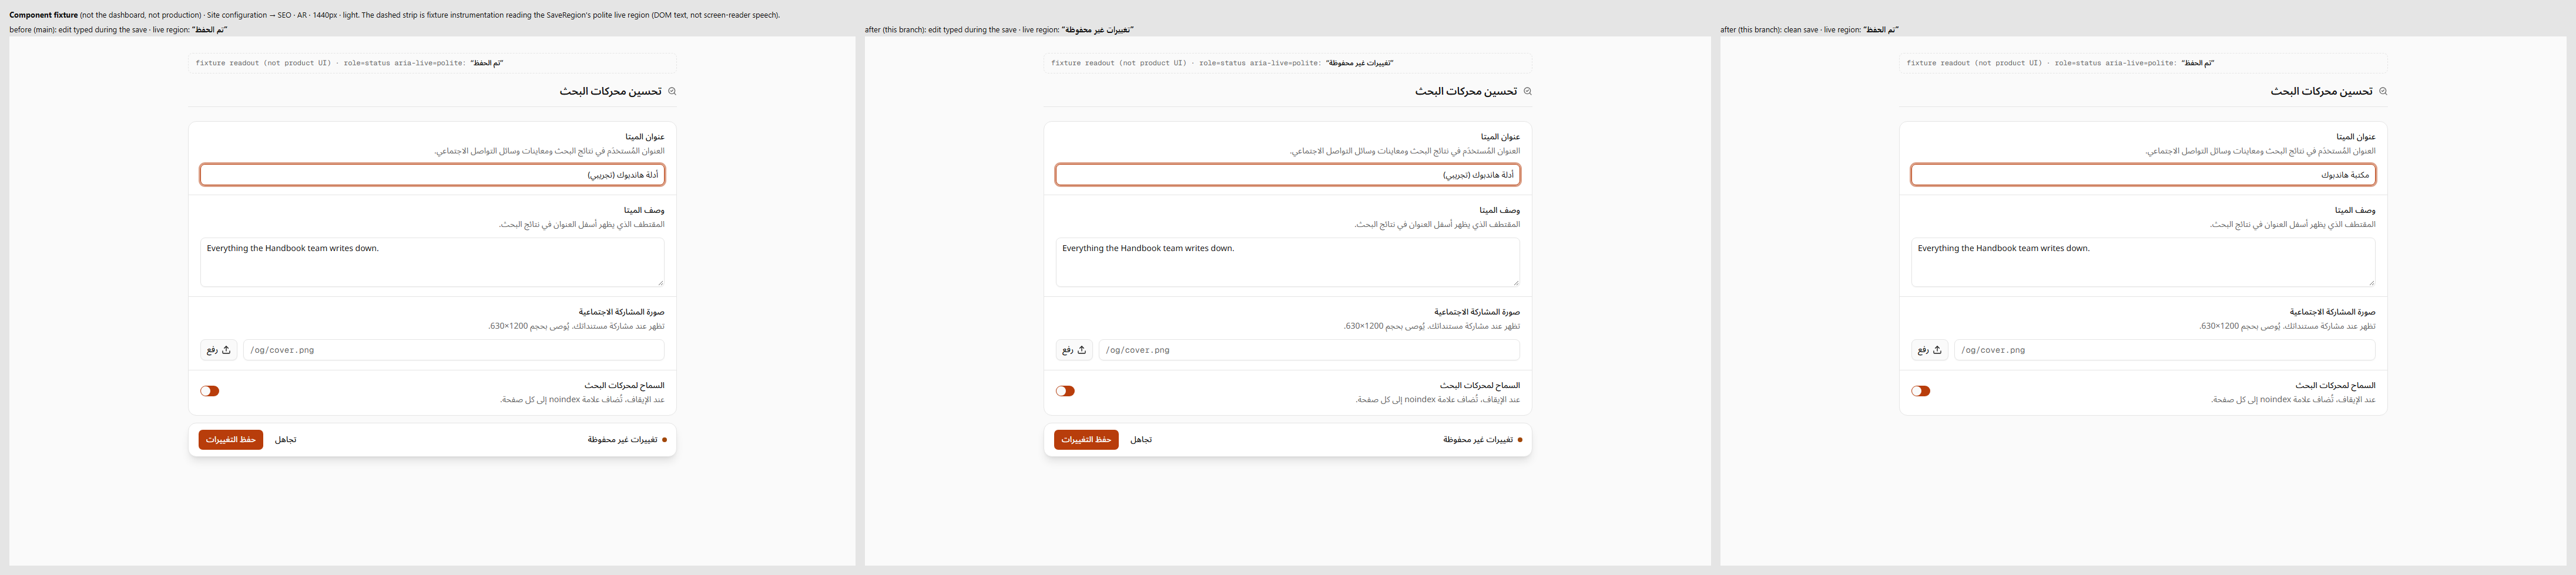 Component fixture (not the dashboard, not production) · Site configuration → SEO · AR · 1440px · light. The dashed strip is fixture instrumentation reading the SaveRegion's polite live region (DOM text, not screen-reader speech).
before (main): edit typed during the save · live region: "تم الحفظ"
fixture readout (not product UI) · role=status aria-live=polite: "تم الحفظ"
تحسين محركات البحث
عنوان الميتا
العنوان المُستخدَم في نتائج البحث ومعاينات وسائل التواصل الاجتماعي.
أدلة هاندبوك (تجريبي)
وصف الميتا
المقتطف الذي يظهر أسفل العنوان في نتائج البحث.
Everything the Handbook team writes down.
صورة المشاركة الاجتماعية
تظهر عند مشاركة مستنداتك. يُوصى بحجم 1200×630.
/og/cover.png
رفع
السماح لمحركات البحث
عند الإيقاف، تُضاف علامة noindex إلى كل صفحة.
تغييرات غير محفوظة
تجاهل
حفظ التغييرات
after (this branch): edit typed during the save · live region: "تغييرات غير محفوظة"
fixture readout (not product UI) · role=status aria-live=polite: "تغييرات غير محفوظة"
تحسين محركات البحث
عنوان الميتا
العنوان المُستخدَم في نتائج البحث ومعاينات وسائل التواصل الاجتماعي.
أدلة هاندبوك (تجريبي)
وصف الميتا
المقتطف الذي يظهر أسفل العنوان في نتائج البحث.
Everything the Handbook team writes down.
صورة المشاركة الاجتماعية
تظهر عند مشاركة مستنداتك. يُوصى بحجم 1200×630.
/og/cover.png
رفع
السماح لمحركات البحث
عند الإيقاف، تُضاف علامة noindex إلى كل صفحة.
تغييرات غير محفوظة
تجاهل
حفظ التغييرات
after (this branch): clean save · live region: "تم الحفظ"
fixture readout (not product UI) · role=status aria-live=polite: "تم الحفظ"
تحسين محركات البحث
عنوان الميتا
العنوان المُستخدَم في نتائج البحث ومعاينات وسائل التواصل الاجتماعي.
مكتبة هاندبوك
وصف الميتا
المقتطف الذي يظهر أسفل العنوان في نتائج البحث.
Everything the Handbook team writes down.
صورة المشاركة الاجتماعية
تظهر عند مشاركة مستنداتك. يُوصى بحجم 1200×630.
/og/cover.png
رفع
السماح لمحركات البحث
عند الإيقاف، تُضاف علامة noindex إلى كل صفحة.